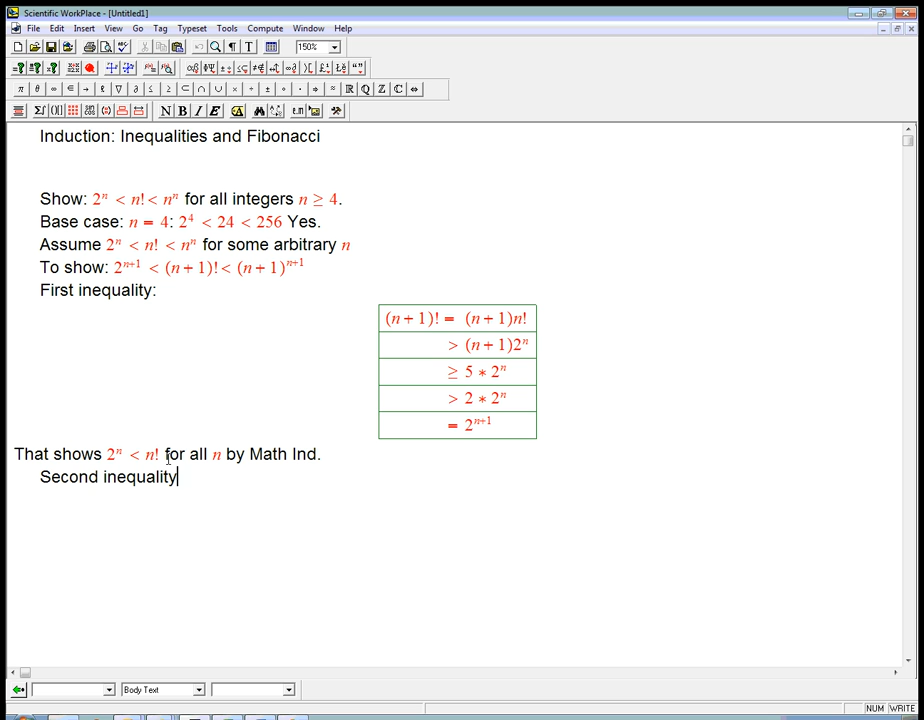 Scientific WorkPlace - [Untitled1]
File Edit Insert View Go Tag Typeset Tools Compute Window Help
150%
N B I E
Induction: Inequalities and Fibonacci
Show: 2ⁿ < n! < nⁿ for all integers n ≥ 4.
Base case: n = 4: 2⁴ < 24 < 256 Yes.
Assume 2ⁿ < n! < nⁿ for some arbitrary n
To show: 2ⁿ⁺¹ < (n + 1)! < (n + 1)ⁿ⁺¹
First inequality:
(n + 1)! = (n + 1)n!
> (n + 1)2ⁿ
≥ 5 * 2ⁿ
> 2 * 2ⁿ
= 2ⁿ⁺¹
That shows 2ⁿ < n! for all n by Math Ind.
Second inequality
Body Text
NUM WRITE